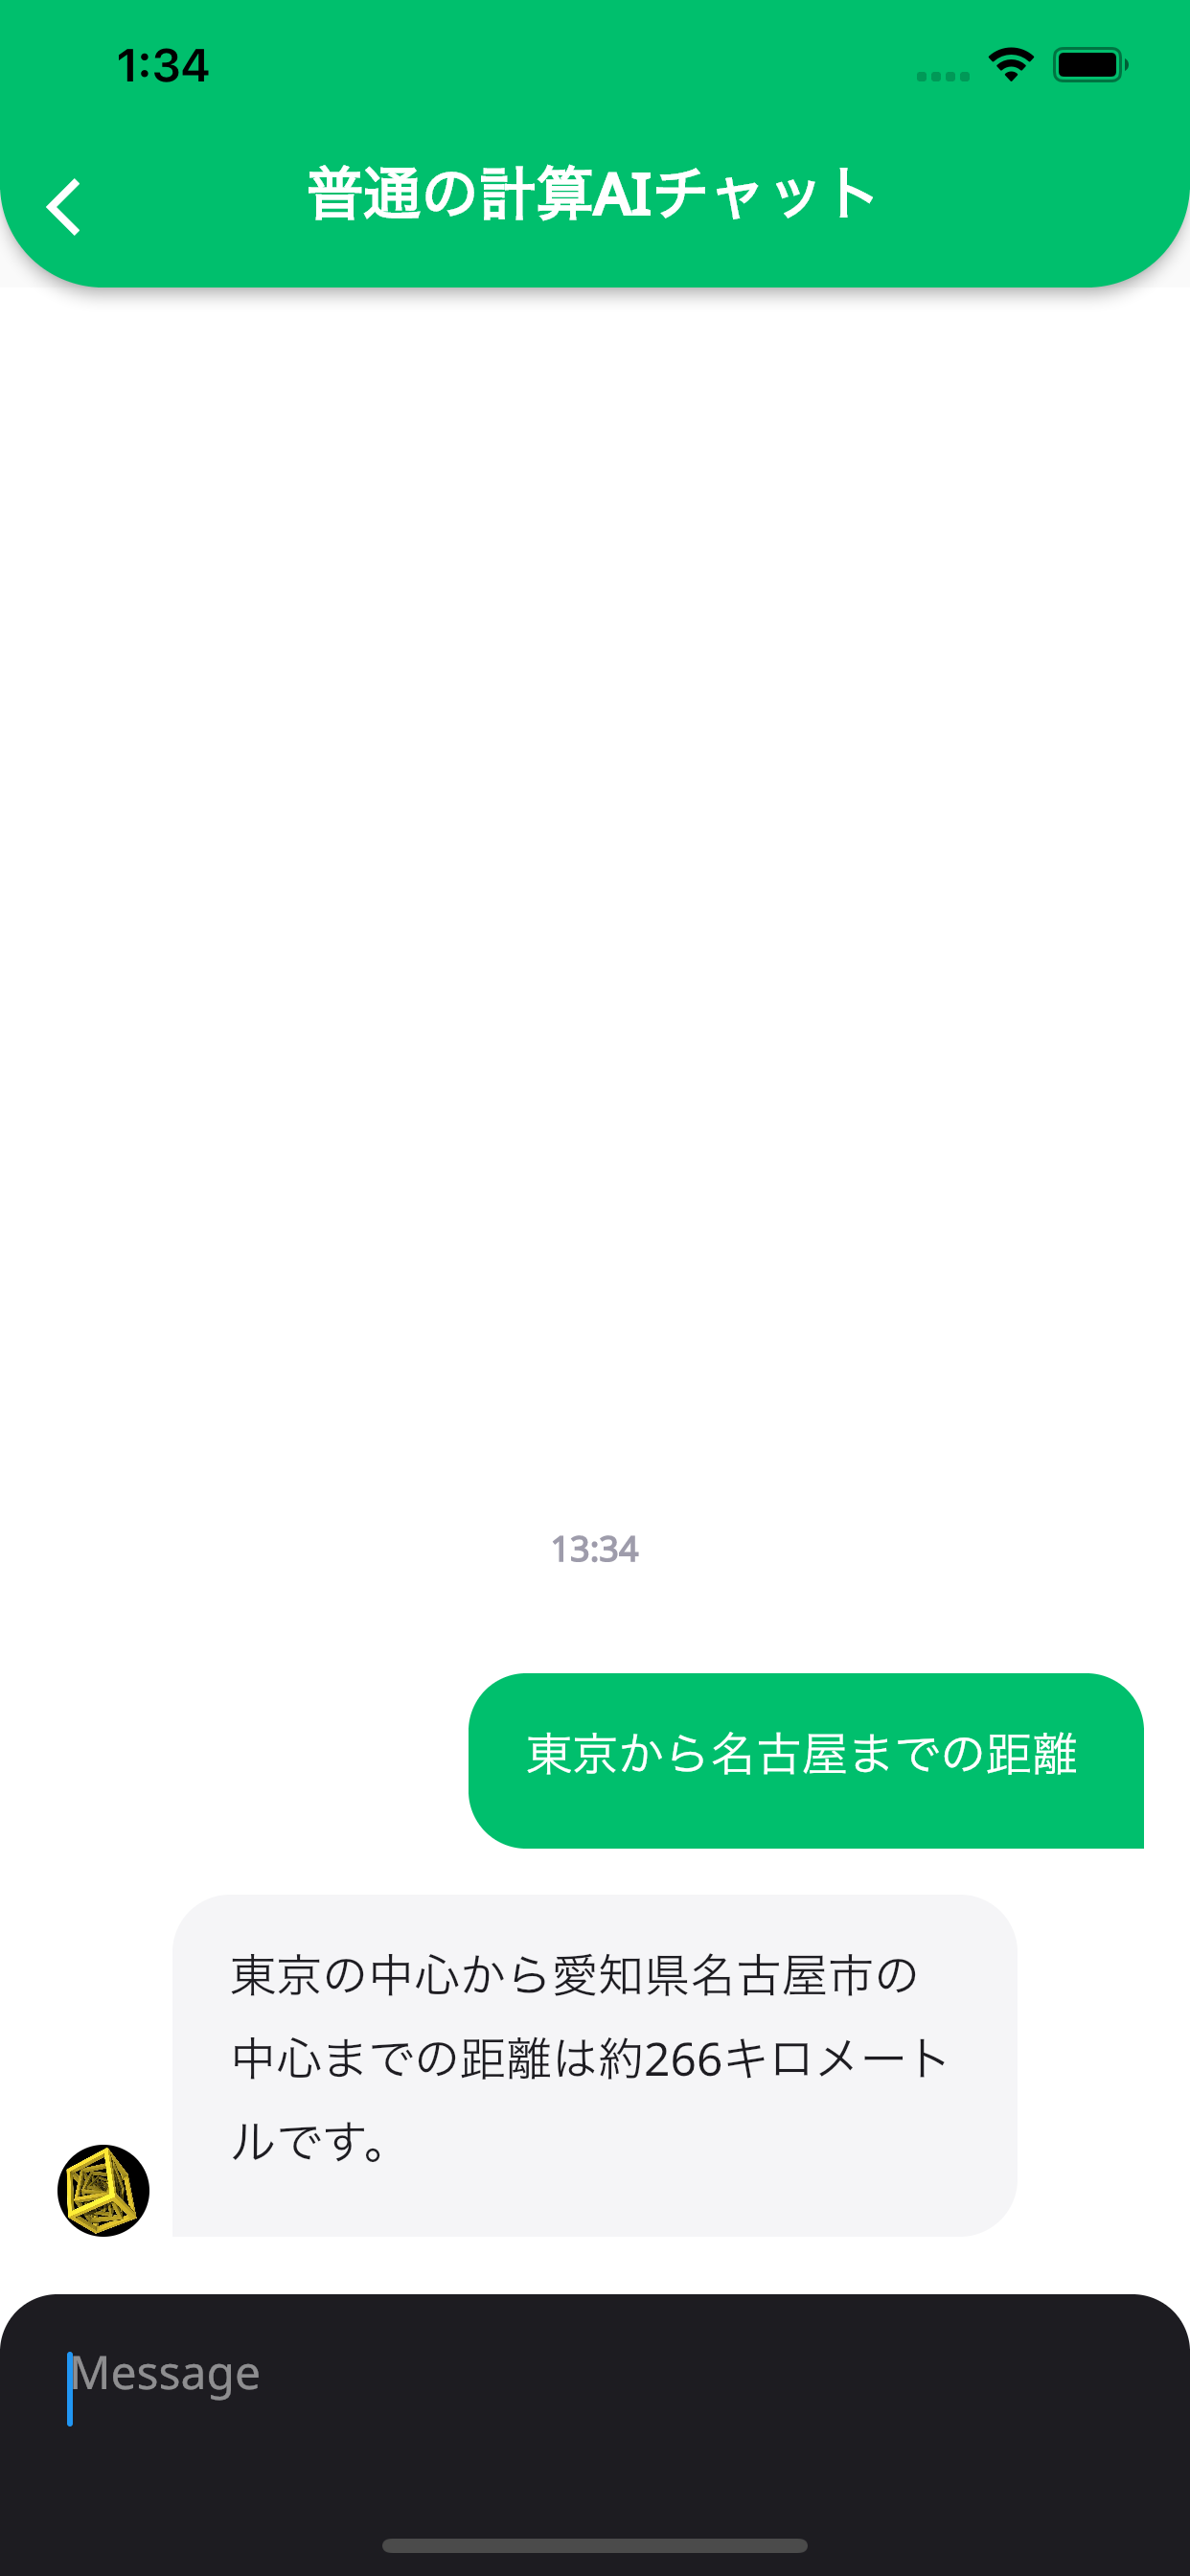 1:34
普通の計算AIチャット
13:34
東京から名古屋までの距離
東京の中心から愛知県名古屋市の
中心までの距離は約266キロメート
ルです。
Message